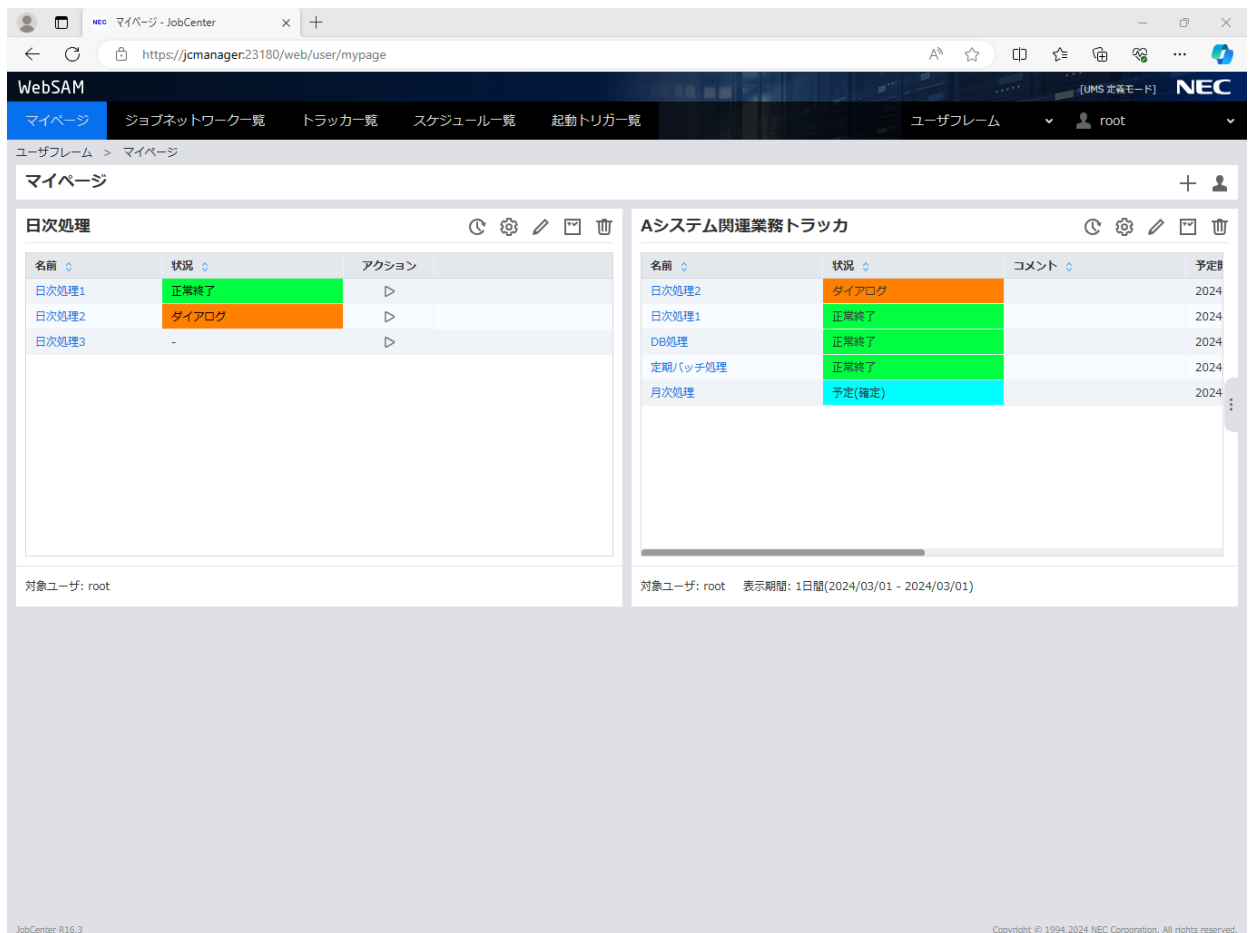 NEC マイページ - JobCenter
https://jcmanager:23180/web/user/mypage
WebSAM [UMS 定義モード] NEC
マイページ ジョブネットワーク一覧 トラッカ一覧 スケジュール一覧 起動トリガ一覧 ユーザフレーム root
ユーザフレーム > マイページ
マイページ
日次処理
名前 状況 アクション
日次処理1 正常終了
日次処理2 ダイアログ
日次処理3 -
対象ユーザ: root
Aシステム関連業務トラッカ
名前 状況 コメント 予定
日次処理2 ダイアログ 2024
日次処理1 正常終了 2024
DB処理 正常終了 2024
定期バッチ処理 正常終了 2024
月次処理 予定(確定) 2024
対象ユーザ: root 表示期間: 1日間(2024/03/01 - 2024/03/01)
JobCenter R16.3 Copyright © 1994,2024 NEC Corporation. All rights reserved.